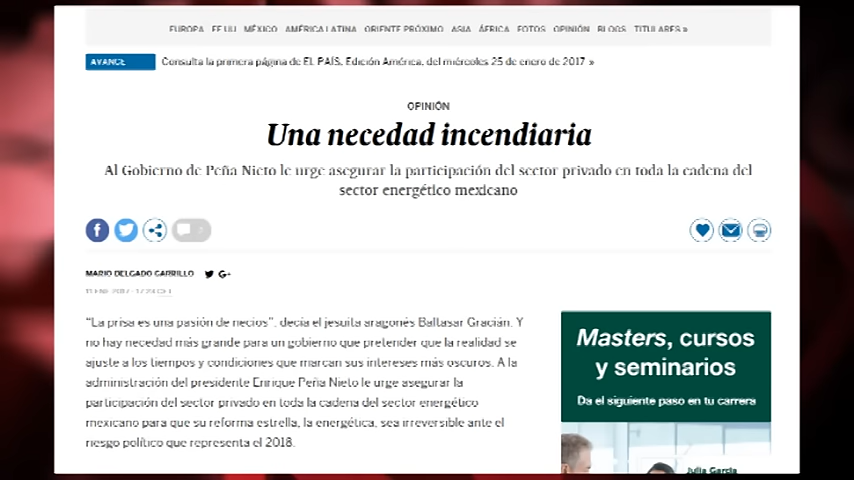 EUROPA EE UU MÉXICO AMÉRICA LATINA ORIENTE PRÓXIMO ASIA ÁFRICA FOTOS OPINIÓN BLOGS TITULARES »
AVANCE Consulta la primera página de EL PAÍS, Edición América, del miércoles 25 de enero de 2017 »
OPINIÓN
Una necedad incendiaria
Al Gobierno de Peña Nieto le urge asegurar la participación del sector privado en toda la cadena del
sector energético mexicano
MARIO DELGADO CARRILLO
11 ENE 2017 - 17:23
“La prisa es una pasión de necios”, decía el jesuita aragonés Baltasar Gracián. Y
no hay necedad más grande para un gobierno que pretender que la realidad se
ajuste a los tiempos y condiciones que marcan sus intereses más oscuros. A la
administración del presidente Enrique Peña Nieto le urge asegurar la
participación del sector privado en toda la cadena del sector energético
mexicano para que su reforma estrella, la energética, sea irreversible ante el
riesgo político que representa el 2018.
Masters, cursos
y seminarios
Da el siguiente paso en tu carrera
Julia García